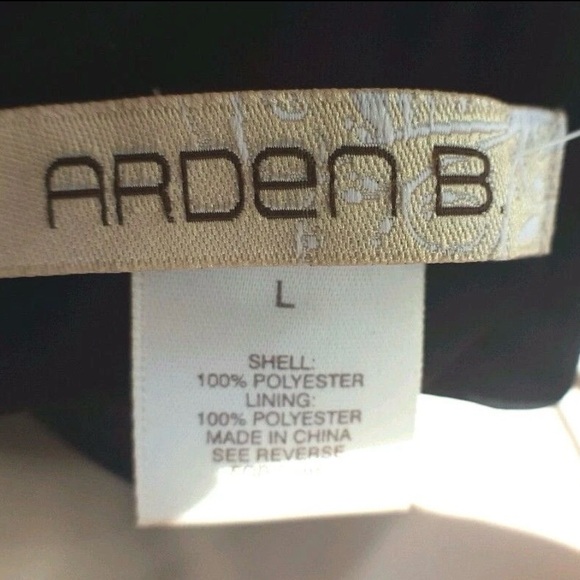 ARDEN B.
L
SHELL:
100% POLYESTER
LINING:
100% POLYESTER
MADE IN CHINA
SEE REVERSE